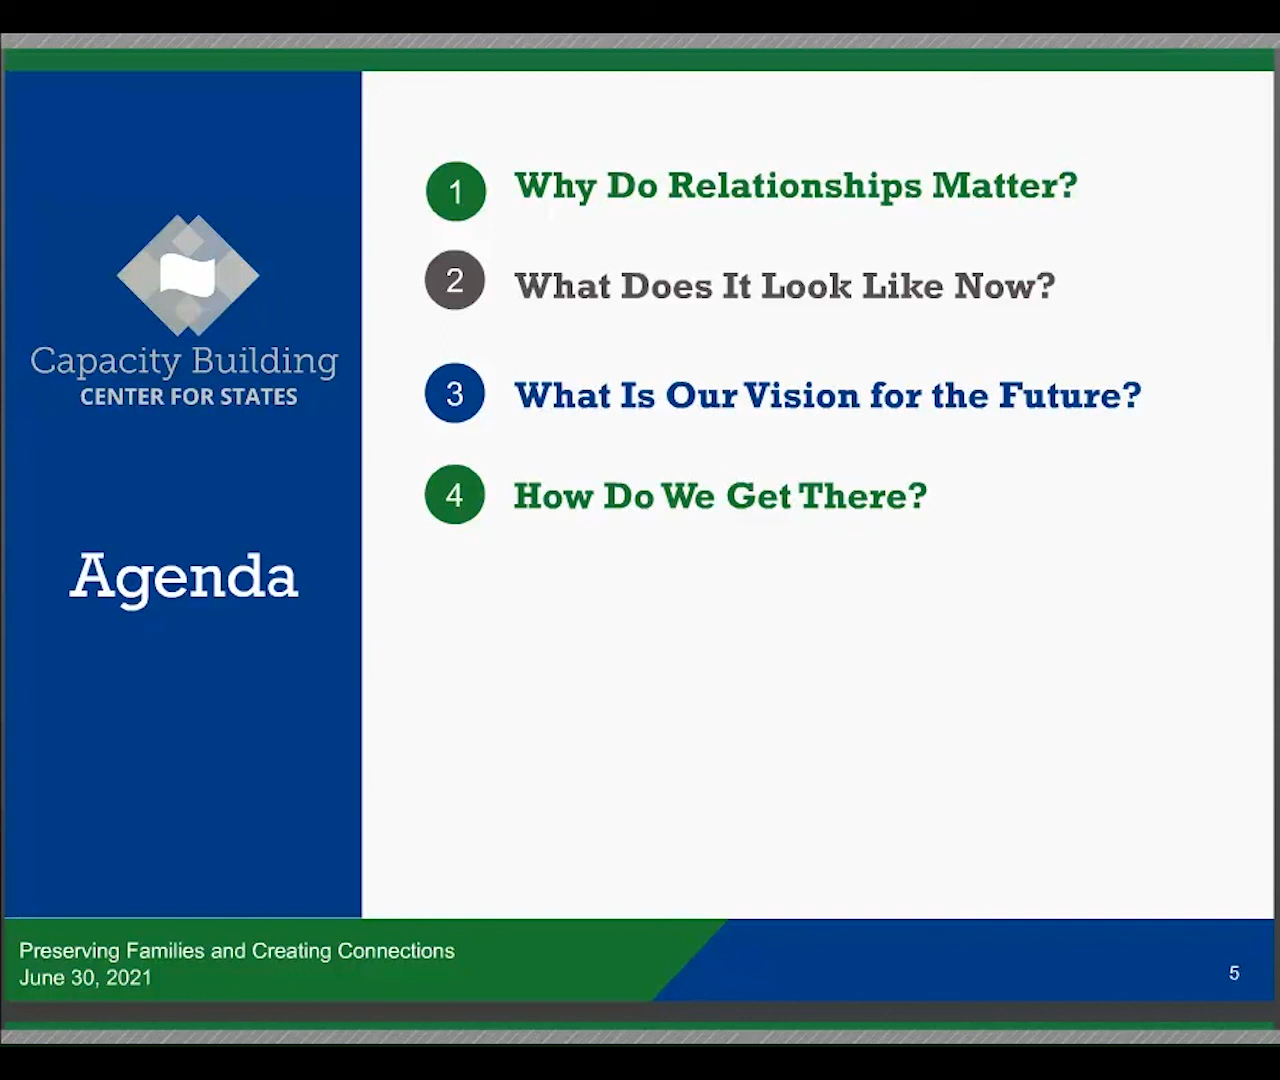 Capacity Building
CENTER FOR STATES
Agenda
1 Why Do Relationships Matter?
2 What Does It Look Like Now?
3 What Is Our Vision for the Future?
4 How Do We Get There?
Preserving Families and Creating Connections
June 30, 2021
5